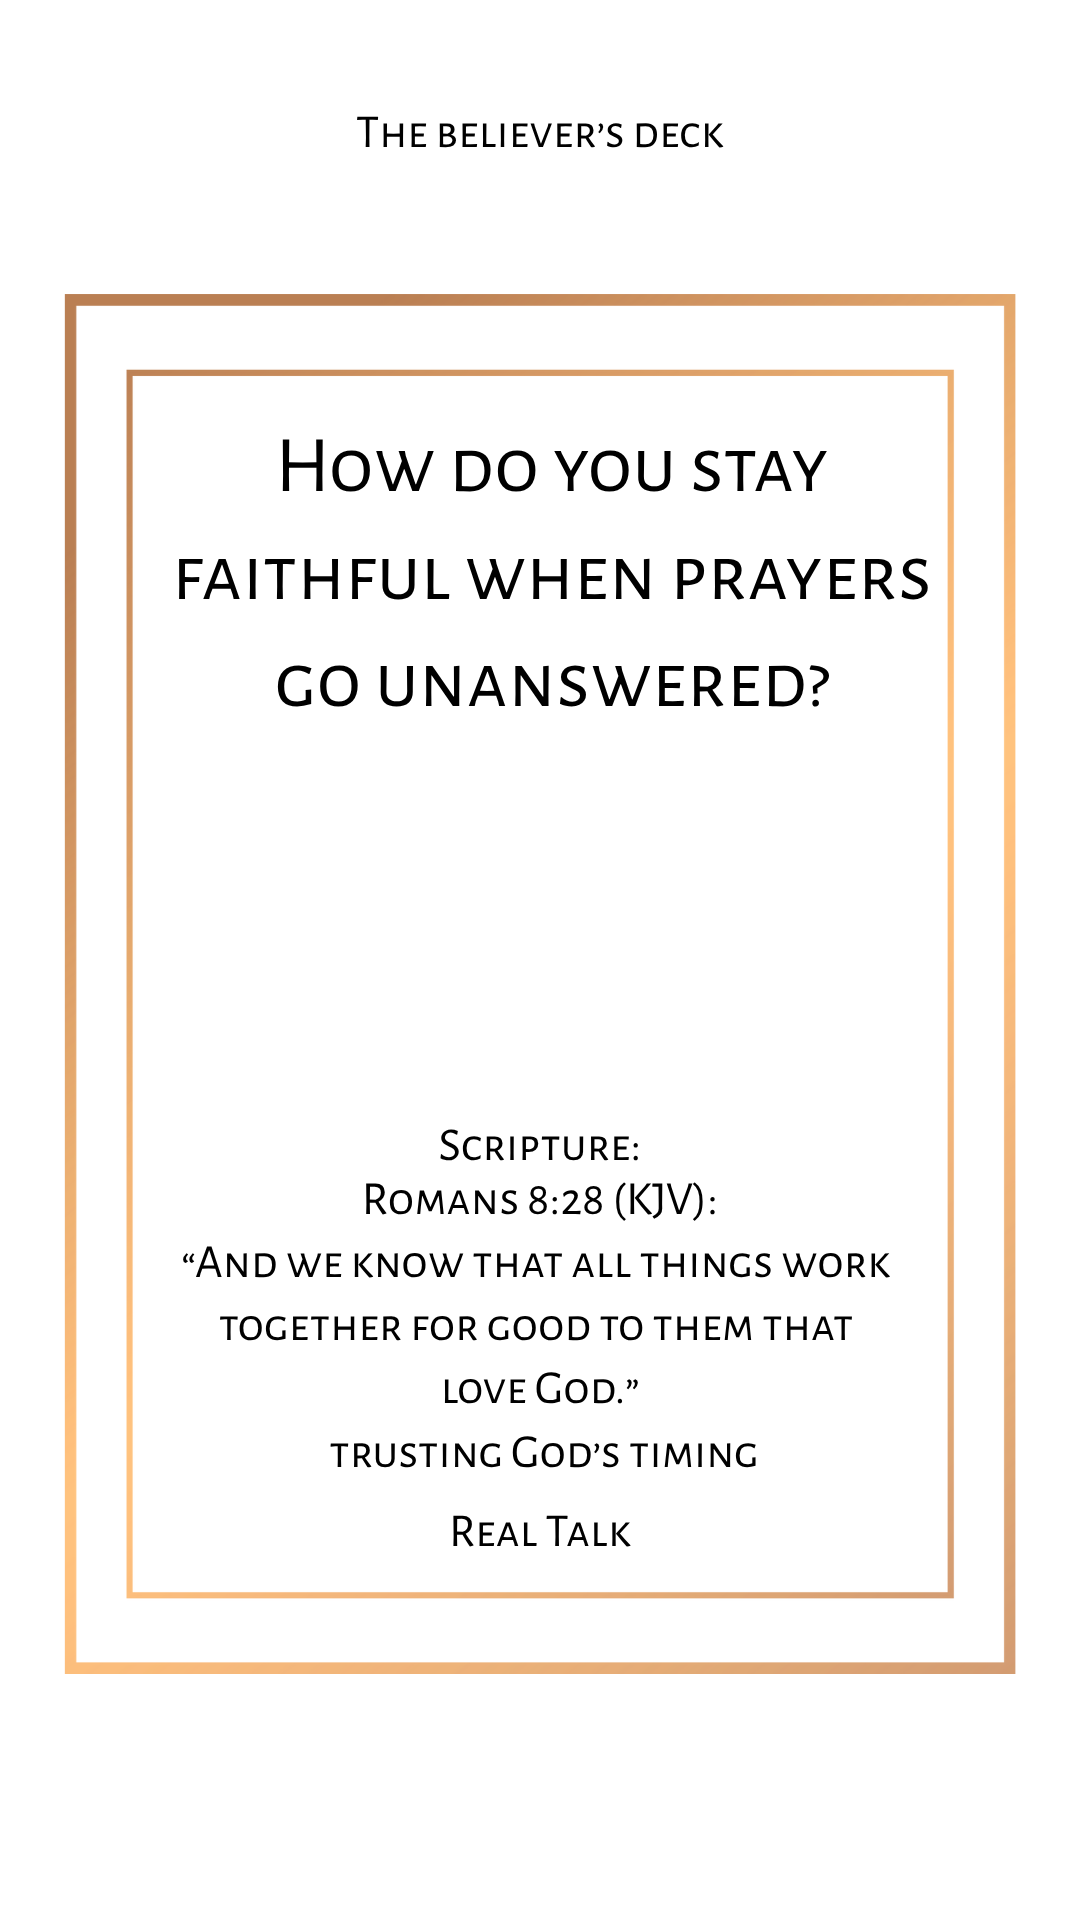 The believer’s deck
How do you stay
faithful when prayers
go unanswered?
Scripture:
Romans 8:28 (KJV):
“And we know that all things work
together for good to them that
love God.”
trusting God’s timing
Real Talk